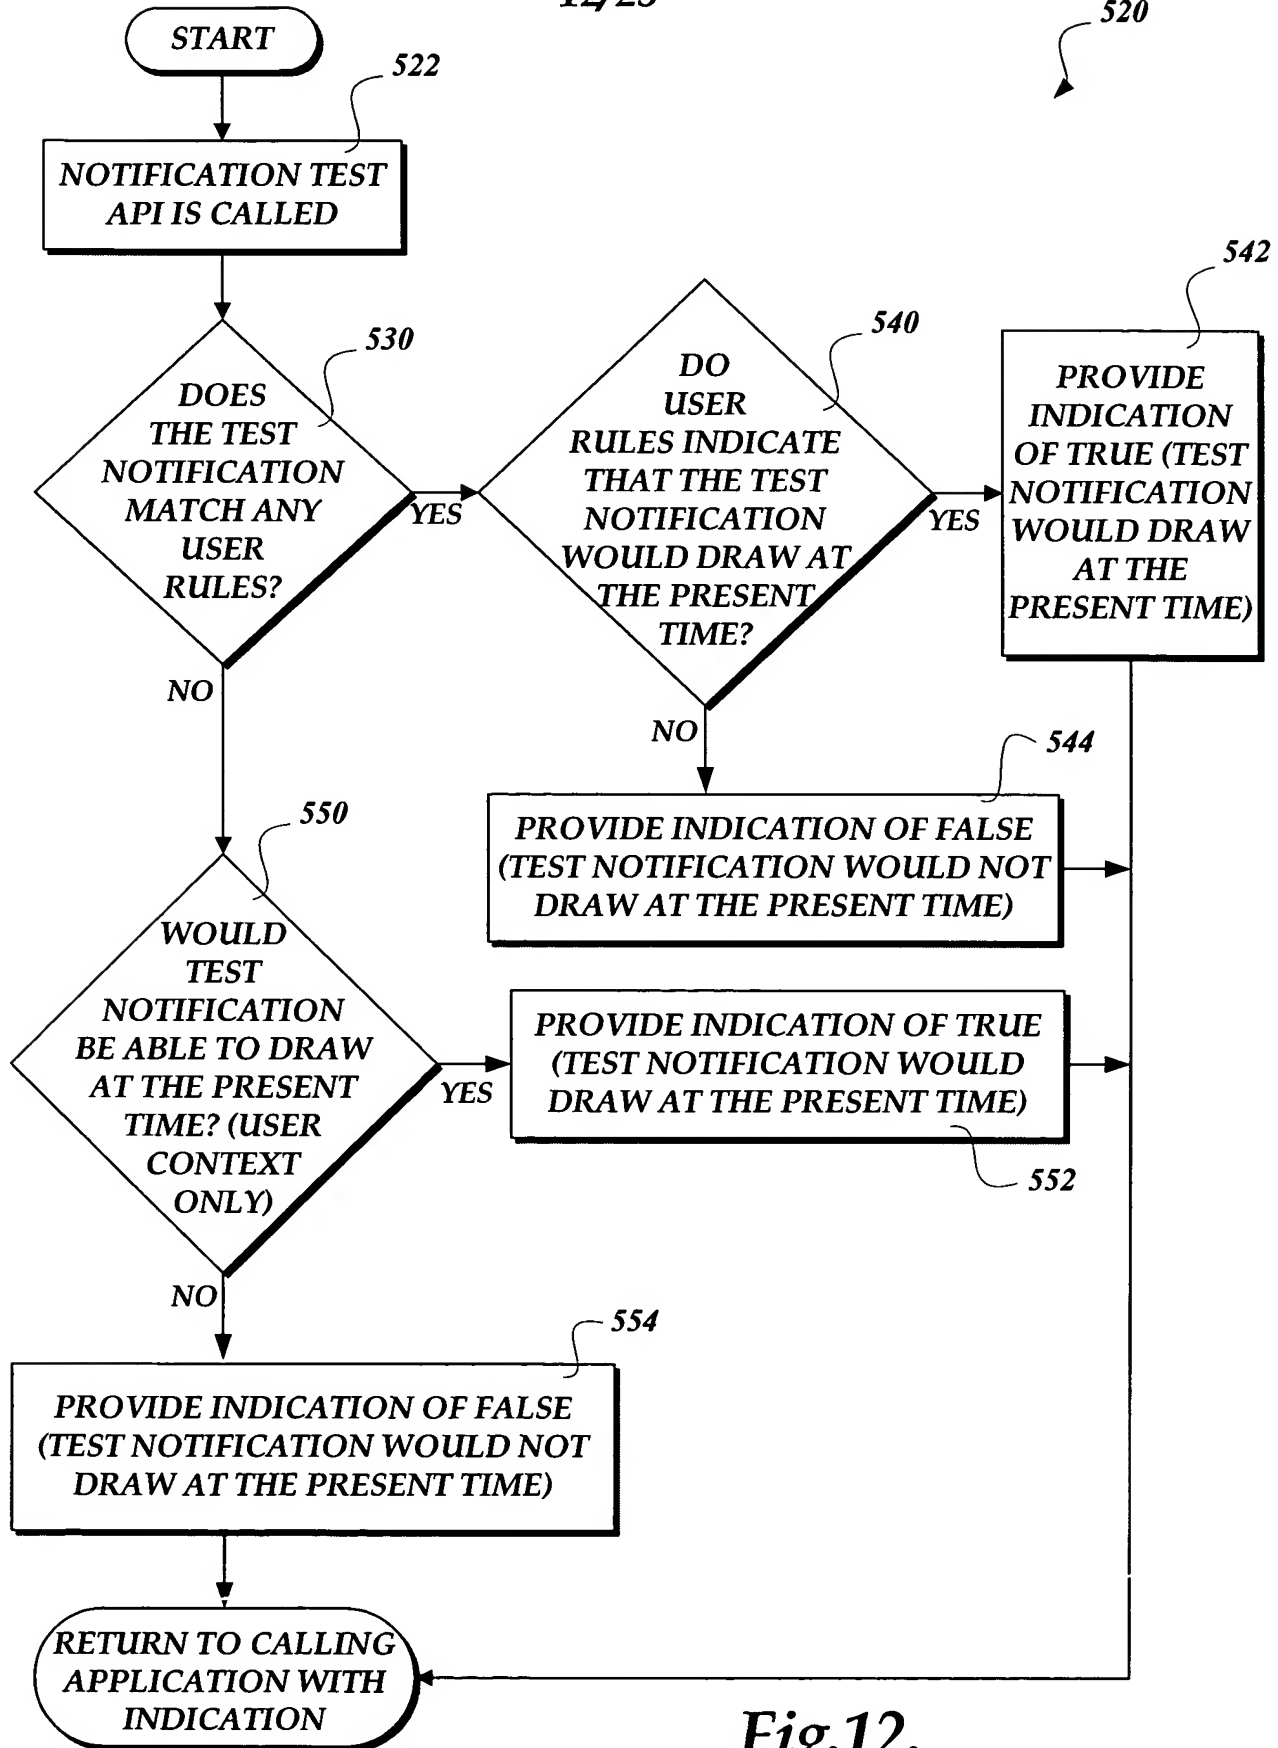 520
START
522
NOTIFICATION TEST
API IS CALLED
530
DOES
THE TEST
NOTIFICATION
MATCH ANY
USER
RULES?
YES
NO
540
DO
USER
RULES INDICATE
THAT THE TEST
NOTIFICATION
WOULD DRAW AT
THE PRESENT
TIME?
YES
NO
542
PROVIDE
INDICATION
OF TRUE (TEST
NOTIFICATION
WOULD DRAW
AT THE
PRESENT TIME)
544
PROVIDE INDICATION OF FALSE
(TEST NOTIFICATION WOULD NOT
DRAW AT THE PRESENT TIME)
550
WOULD
TEST
NOTIFICATION
BE ABLE TO DRAW
AT THE PRESENT
TIME? (USER
CONTEXT
ONLY)
YES
NO
PROVIDE INDICATION OF TRUE
(TEST NOTIFICATION WOULD
DRAW AT THE PRESENT TIME)
552
554
PROVIDE INDICATION OF FALSE
(TEST NOTIFICATION WOULD NOT
DRAW AT THE PRESENT TIME)
RETURN TO CALLING
APPLICATION WITH
INDICATION
Fig.12.